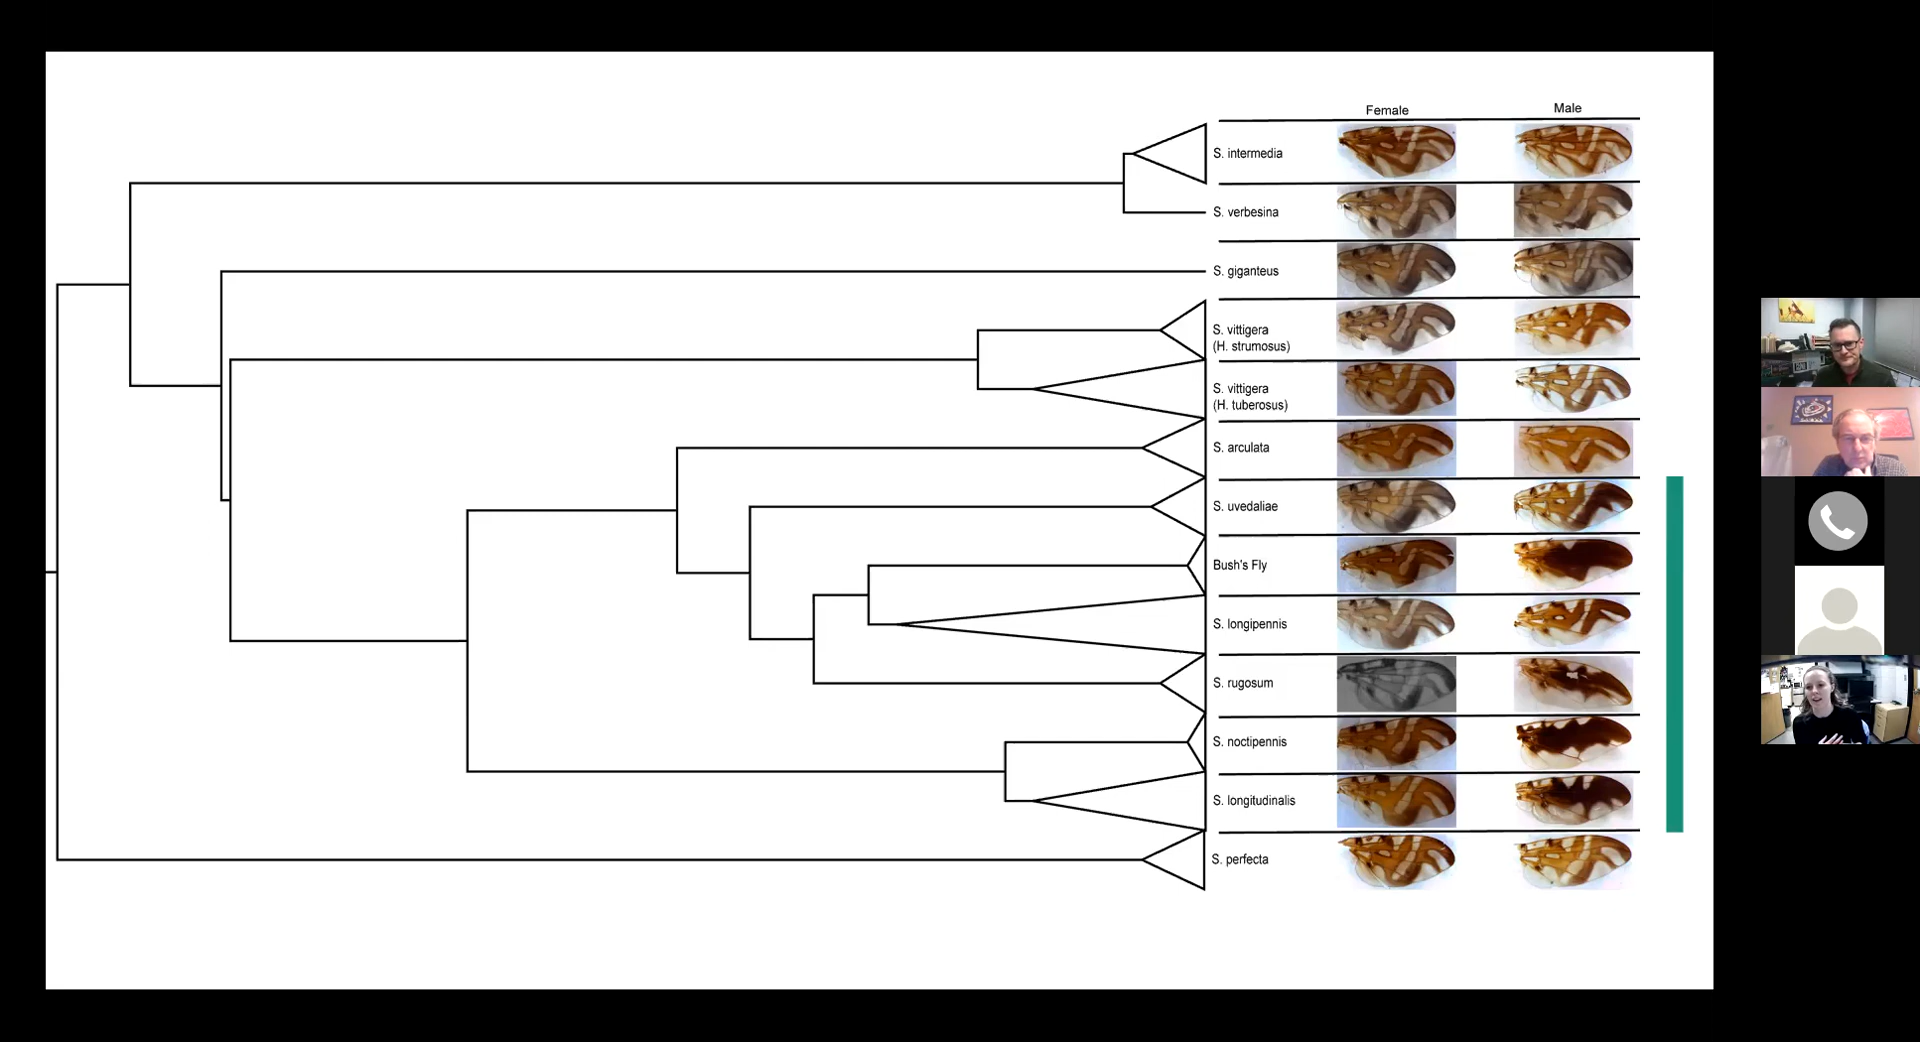 Female
Male
S. intermedia
S. verbesina
S. giganteus
S. vittigera
(H. strumosus)
S. vittigera
(H. tuberosus)
S. arculata
S. uvedaliae
Bush's Fly
S. longipennis
S. rugosum
S. noctipennis
S. longitudinalis
S. perfecta